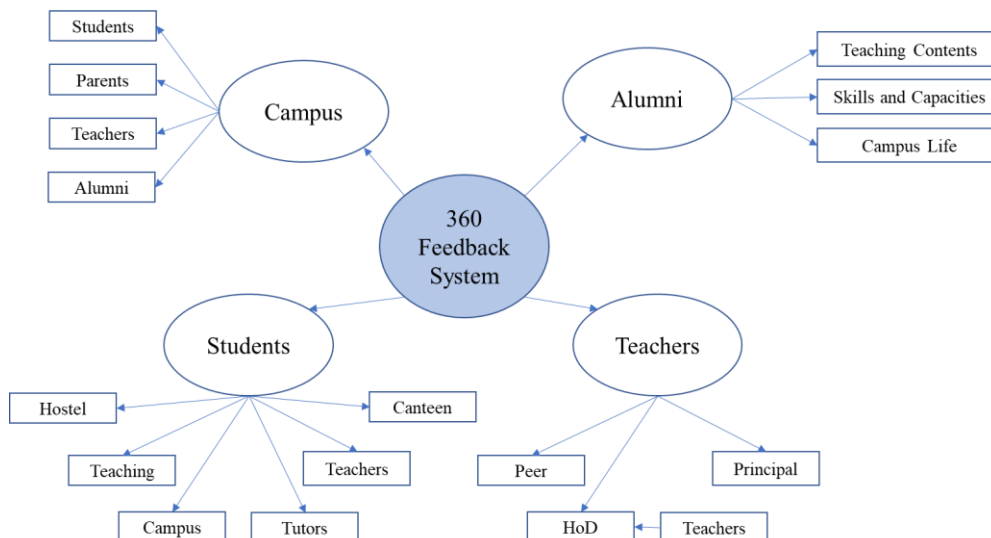 Students
Parents
Teachers
Alumni
Campus
Alumni
Teaching Contents
Skills and Capacities
Campus Life
360
Feedback
System
Students
Teachers
Hostel
Canteen
Teaching
Teachers
Campus
Tutors
Peer
Principal
HoD
Teachers